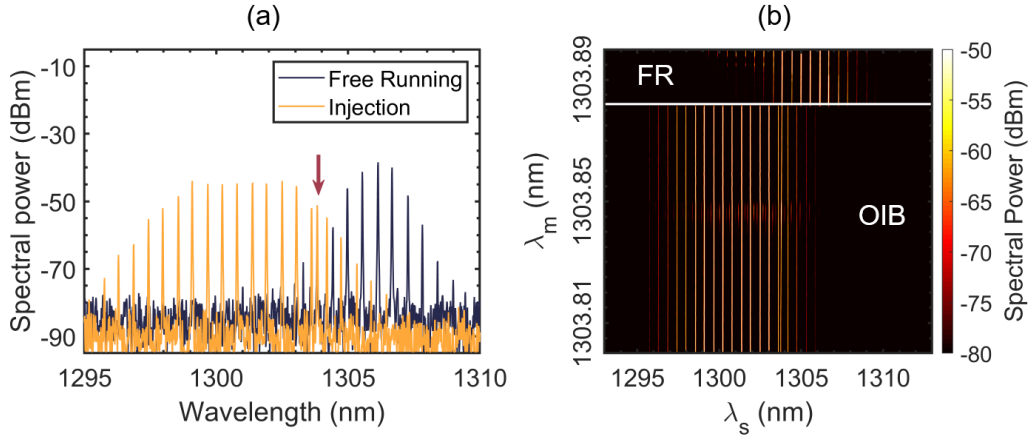 (a)
-5
-30
-50
-70
-90
Spectral power (dBm)
Free Running
Injection
1295
1300
1305
1310
Wavelength (nm)
(b)
1303.89
1303.85
1303.81
λm (nm)
FR
OIB
1295
1300
1305
1310
λs (nm)
-50
-55
-60
-65
-70
-75
-80
Spectral Power (dBm)